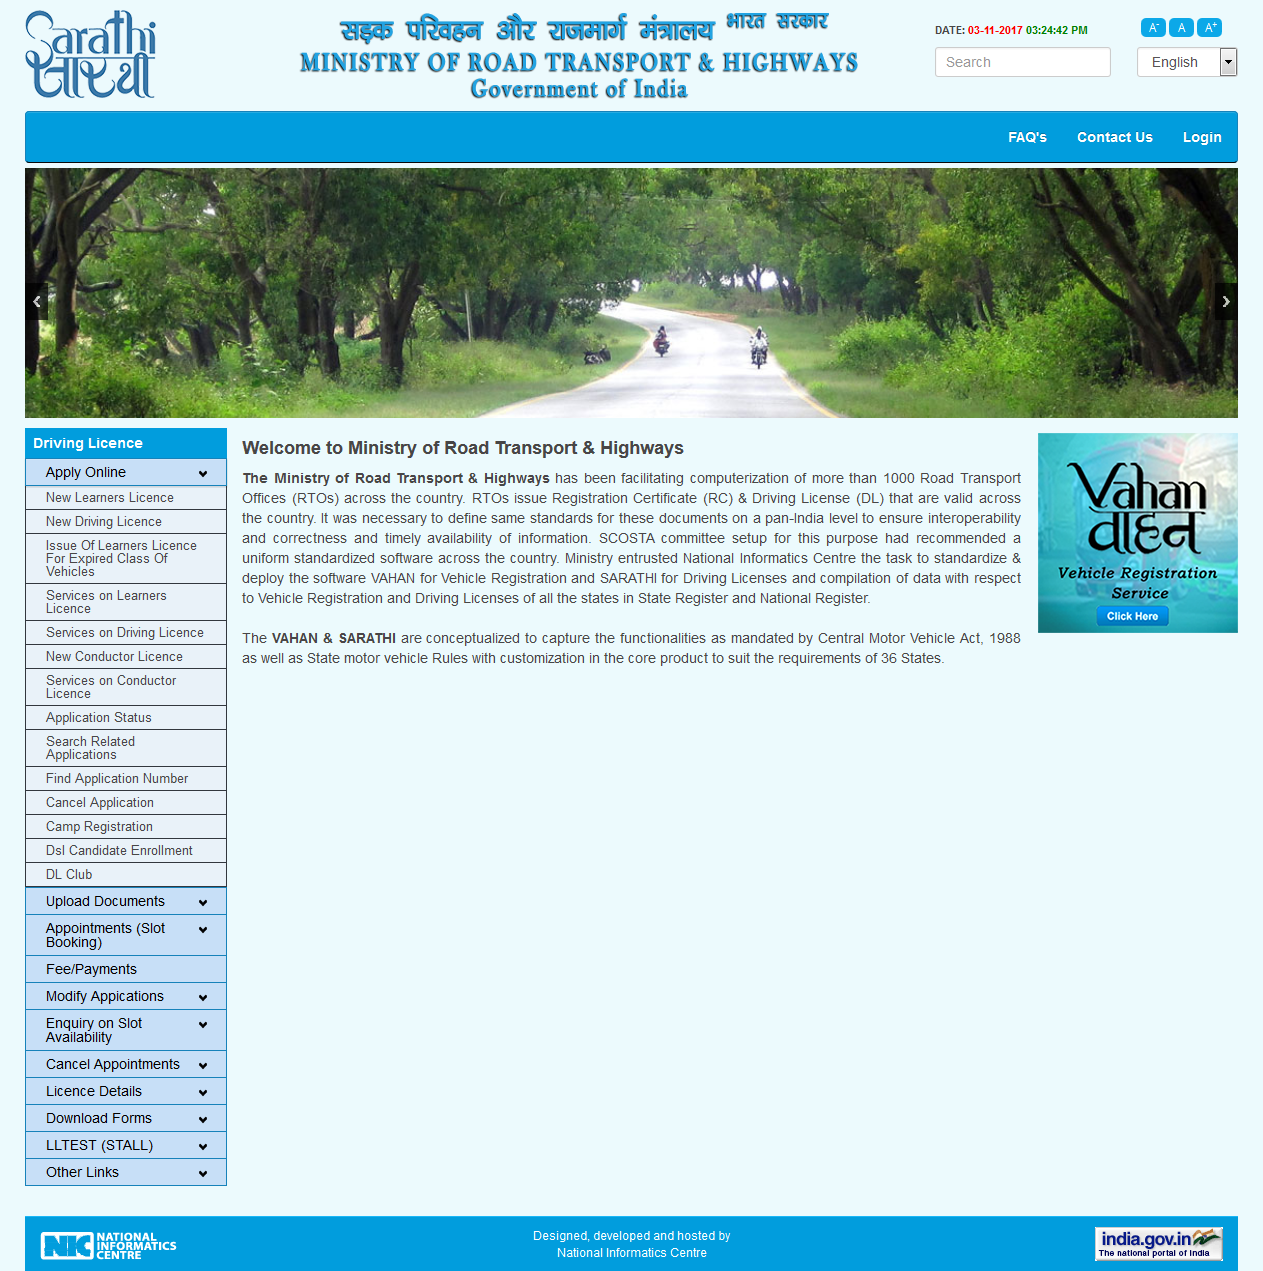 Sarathi
सारथी
सड़क परिवहन और राजमार्ग मंत्रालय भारत सरकार
MINISTRY OF ROAD TRANSPORT & HIGHWAYS
Government of India
DATE: 03-11-2017 03:24:42 PM
A- A A+
Search
English
FAQ's Contact Us Login
Driving Licence
Apply Online
New Learners Licence
New Driving Licence
Issue Of Learners Licence
For Expired Class Of
Vehicles
Services on Learners
Licence
Services on Driving Licence
New Conductor Licence
Services on Conductor
Licence
Application Status
Search Related
Applications
Find Application Number
Cancel Application
Camp Registration
Dsl Candidate Enrollment
DL Club
Upload Documents
Appointments (Slot
Booking)
Fee/Payments
Modify Appications
Enquiry on Slot
Availability
Cancel Appointments
Licence Details
Download Forms
LLTEST (STALL)
Other Links
Welcome to Ministry of Road Transport & Highways
The Ministry of Road Transport & Highways has been facilitating computerization of more than 1000 Road Transport
Offices (RTOs) across the country. RTOs issue Registration Certificate (RC) & Driving License (DL) that are valid across
the country. It was necessary to define same standards for these documents on a pan-India level to ensure interoperability
and correctness and timely availability of information. SCOSTA committee setup for this purpose had recommended a
uniform standardized software across the country. Ministry entrusted National Informatics Centre the task to standardize &
deploy the software VAHAN for Vehicle Registration and SARATHI for Driving Licenses and compilation of data with respect
to Vehicle Registration and Driving Licenses of all the states in State Register and National Register.
The VAHAN & SARATHI are conceptualized to capture the functionalities as mandated by Central Motor Vehicle Act, 1988
as well as State motor vehicle Rules with customization in the core product to suit the requirements of 36 States.
Vahan
वाहन
Vehicle Registration
Service
Click Here
NIC NATIONAL
INFORMATICS
CENTRE
Designed, developed and hosted by
National Informatics Centre
india.gov.in
The national portal of India